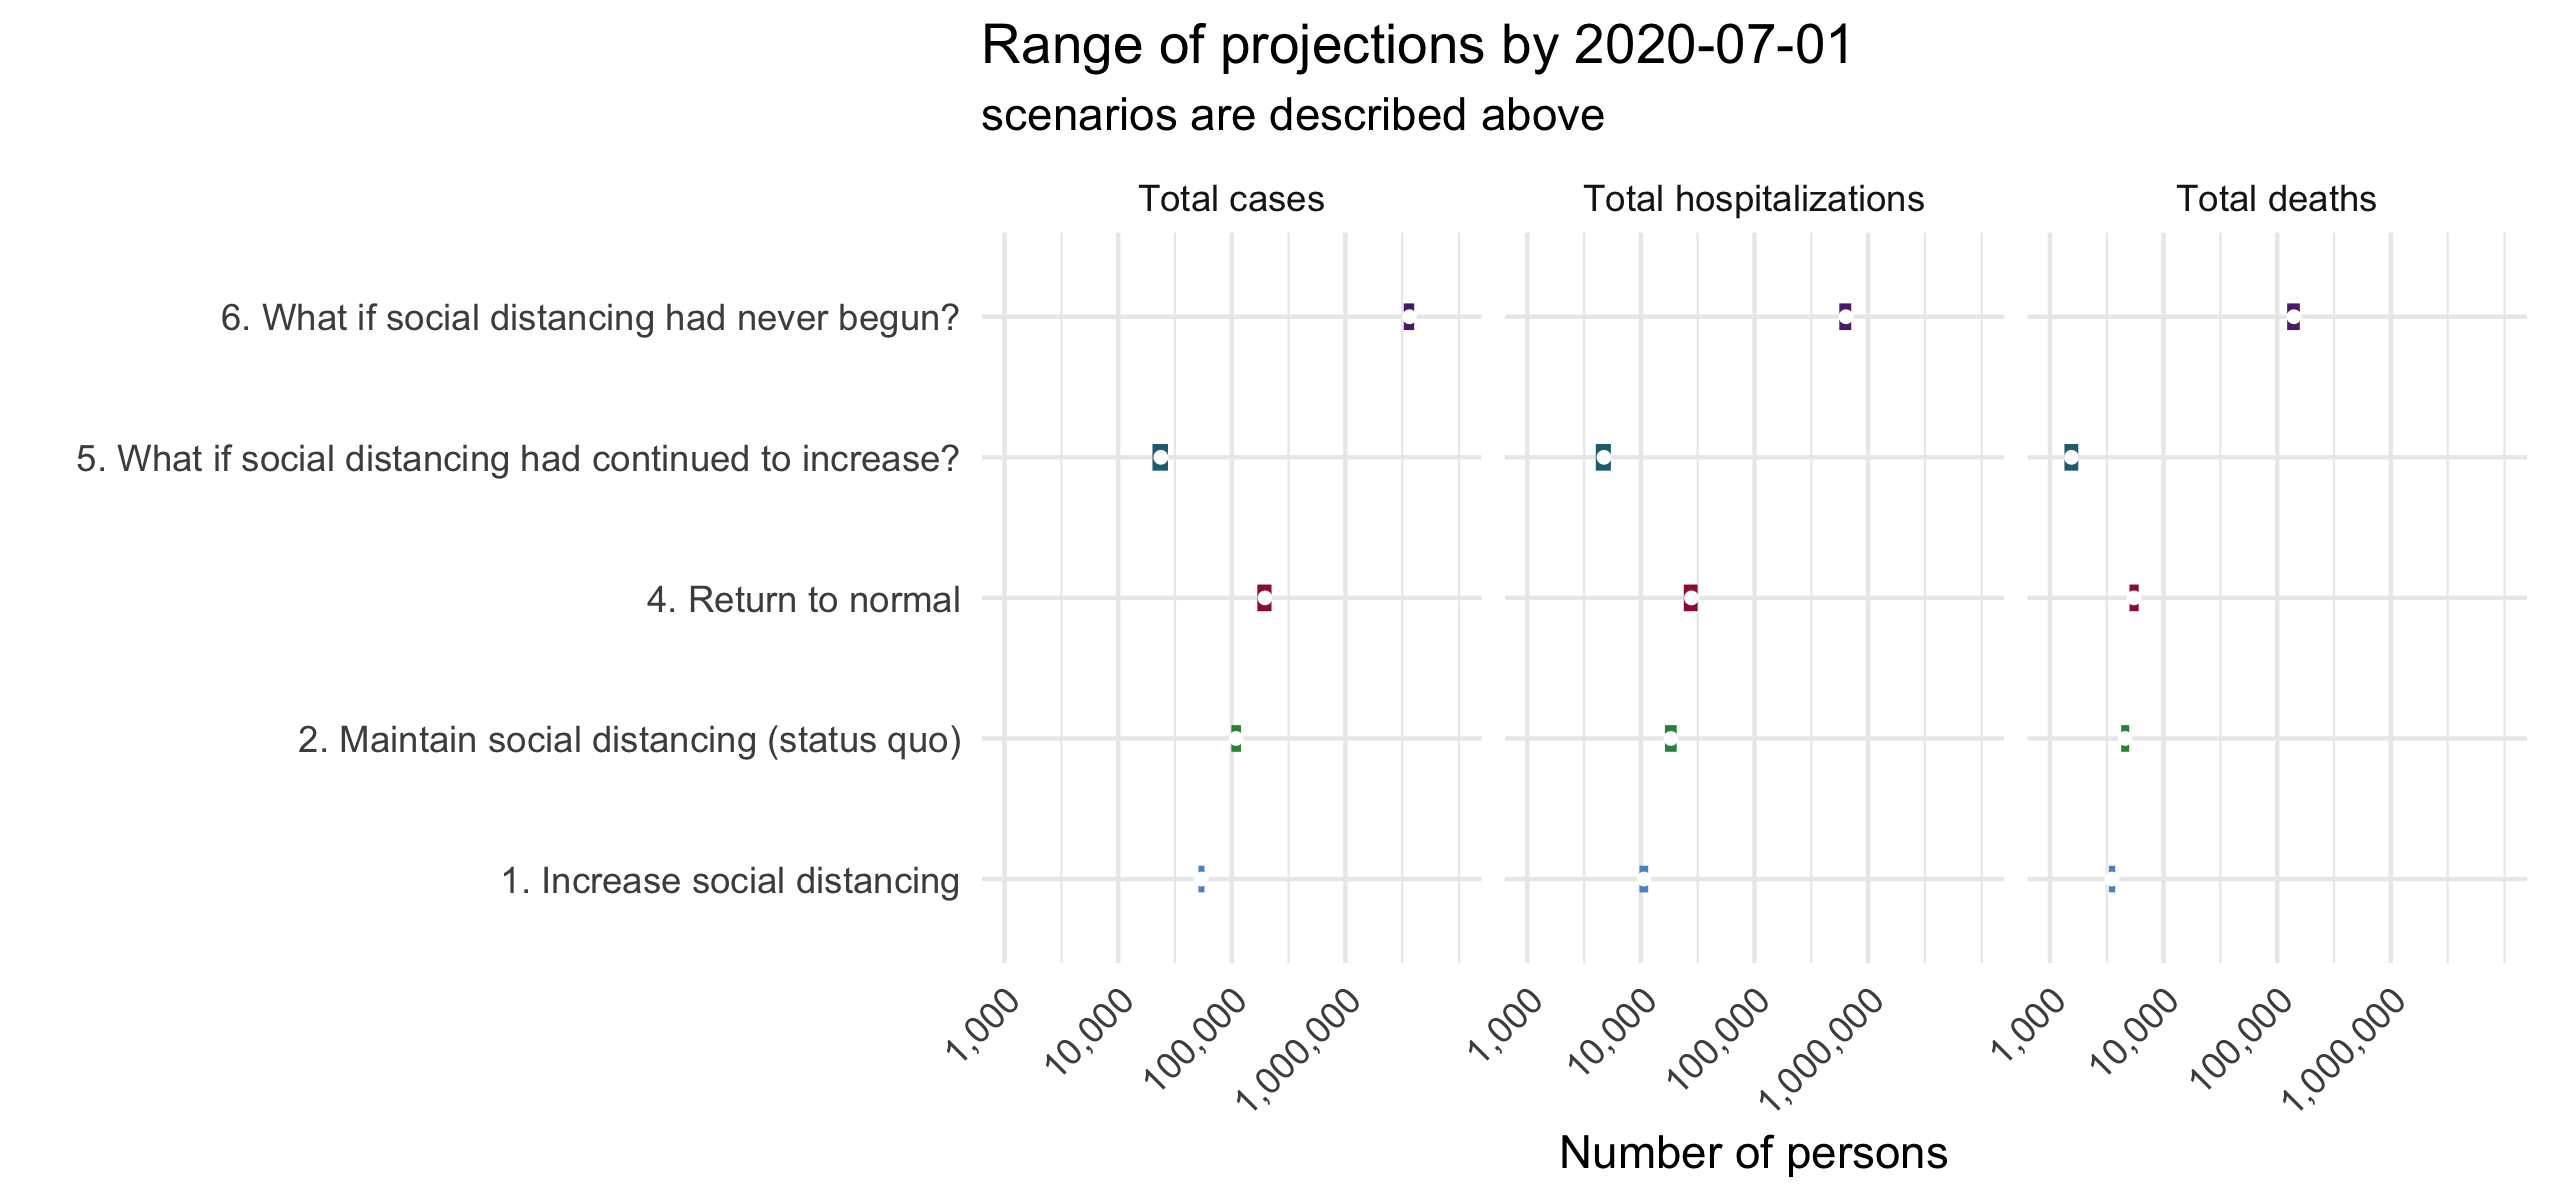 Range of projections by 2020-07-01
scenarios are described above
Total cases
Total hospitalizations
Total deaths
6. What if social distancing had never begun?
5. What if social distancing had continued to increase?
4. Return to normal
2. Maintain social distancing (status quo)
1. Increase social distancing
1,000
10,000
100,000
1,000,000
1,000
10,000
100,000
1,000,000
1,000
10,000
100,000
1,000,000
Number of persons